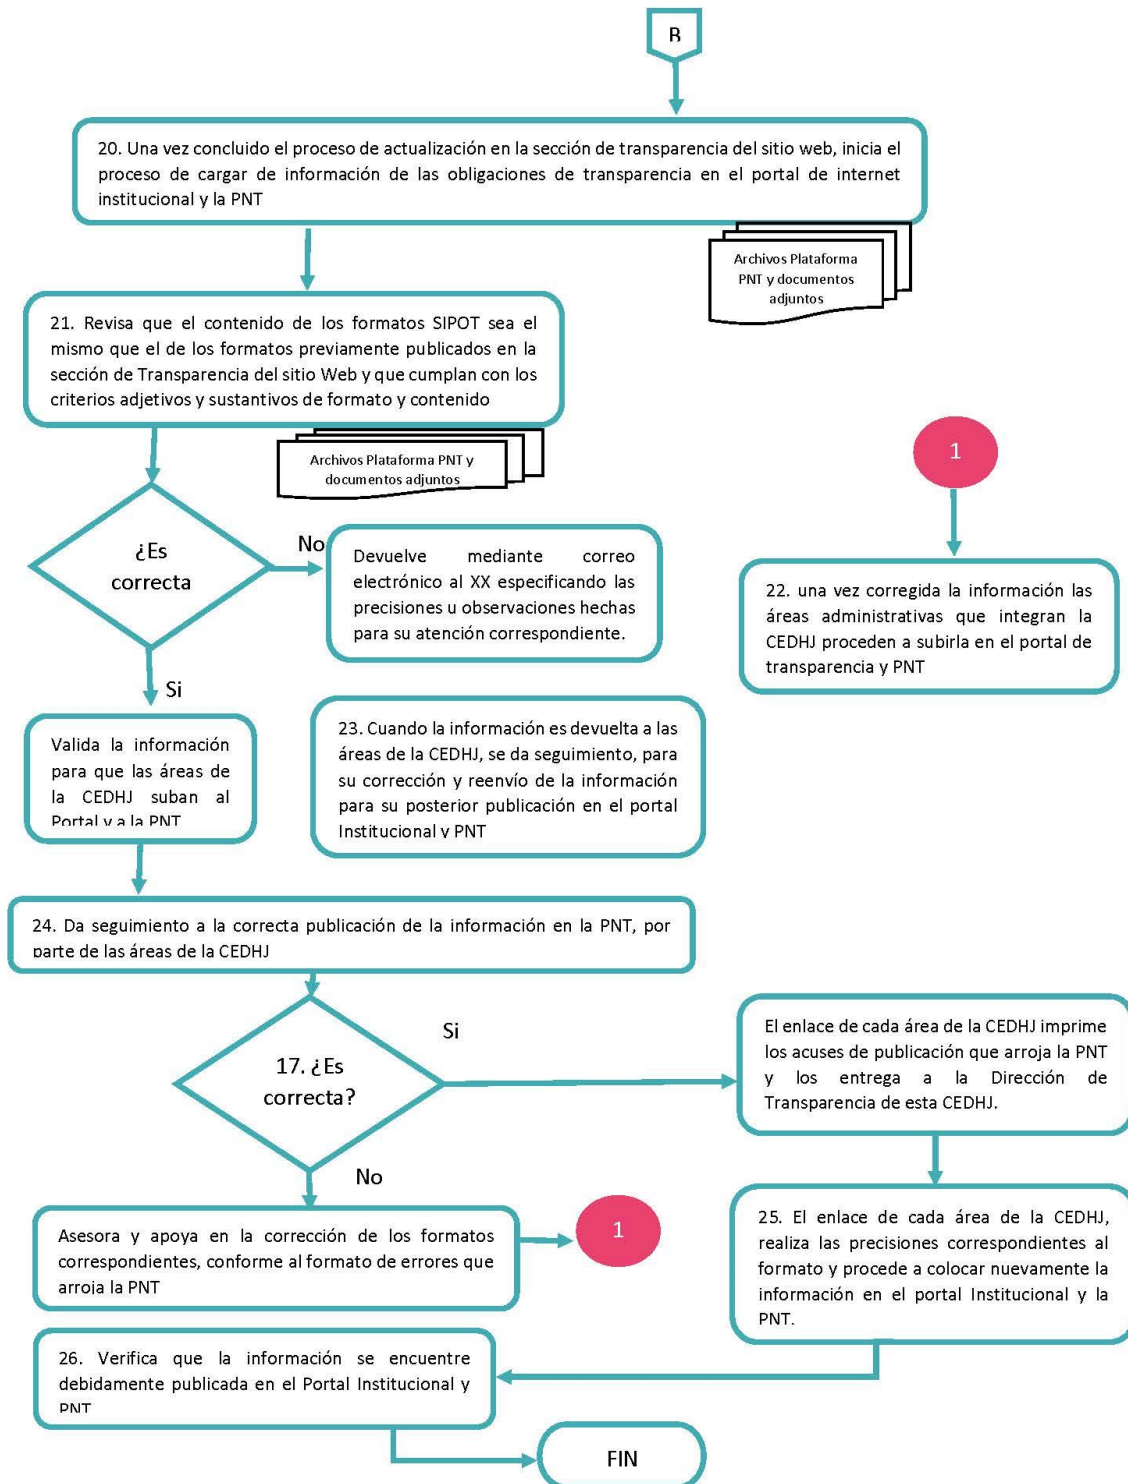 B
20. Una vez concluido el proceso de actualización en la sección de transparencia del sitio web, inicia el
proceso de cargar de información de las obligaciones de transparencia en el portal de internet
institucional y la PNT
Archivos Plataforma
PNT y documentos
adjuntos
21. Revisa que el contenido de los formatos SIPOT sea el
mismo que el de los formatos previamente publicados en la
sección de Transparencia del sitio Web y que cumplan con los
criterios adjetivos y sustantivos de formato y contenido
Archivos Plataforma PNT y
documentos adjuntos
1
¿Es
correcta
No
Devuelve mediante correo
electrónico al XX especificando las
precisiones u observaciones hechas
para su atención correspondiente.
22. una vez corregida la información las
áreas administrativas que integran la
CEDHJ proceden a subirla en el portal de
transparencia y PNT
Si
Valida la información
para que las áreas de
la CEDHJ suban al
Portal y a la PNT
23. Cuando la información es devuelta a las
áreas de la CEDHJ, se da seguimiento, para
su corrección y reenvío de la información
para su posterior publicación en el portal
Institucional y PNT
24. Da seguimiento a la correcta publicación de la información en la PNT, por
parte de las áreas de la CEDHJ
17. ¿Es
correcta?
Si
El enlace de cada área de la CEDHJ imprime
los acuses de publicación que arroja la PNT
y los entrega a la Dirección de
Transparencia de esta CEDHJ.
No
Asesora y apoya en la corrección de los formatos
correspondientes, conforme al formato de errores que
arroja la PNT
1
25. El enlace de cada área de la CEDHJ,
realiza las precisiones correspondientes al
formato y procede a colocar nuevamente la
información en el portal Institucional y la
PNT.
26. Verifica que la información se encuentre
debidamente publicada en el Portal Institucional y
PNT
FIN